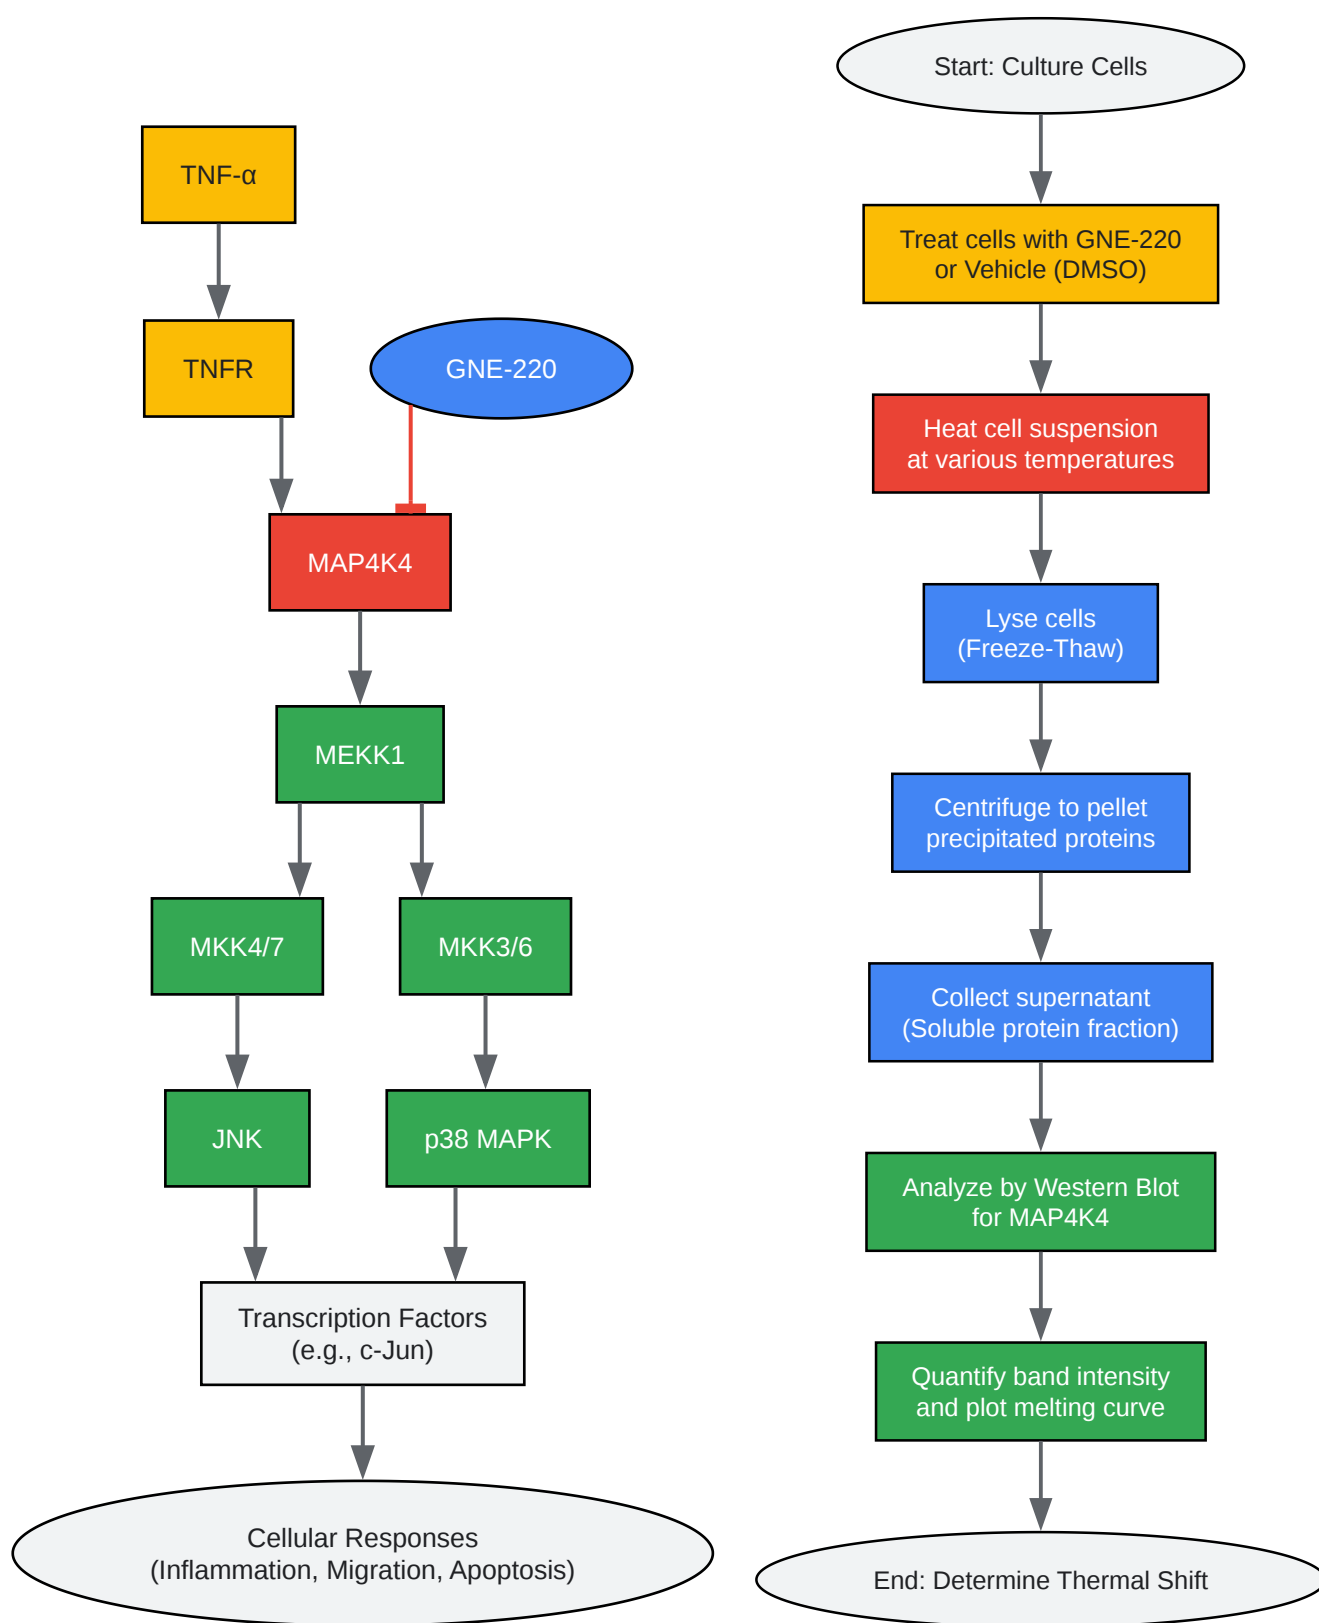 TNF-α
TNFR
GNE-220
MAP4K4
MEKK1
MKK4/7
MKK3/6
JNK
p38 MAPK
Transcription Factors
(e.g., c-Jun)
Cellular Responses
(Inflammation, Migration, Apoptosis)
Start: Culture Cells
Treat cells with GNE-220
or Vehicle (DMSO)
Heat cell suspension
at various temperatures
Lyse cells
(Freeze-Thaw)
Centrifuge to pellet
precipitated proteins
Collect supernatant
(Soluble protein fraction)
Analyze by Western Blot
for MAP4K4
Quantify band intensity
and plot melting curve
End: Determine Thermal Shift